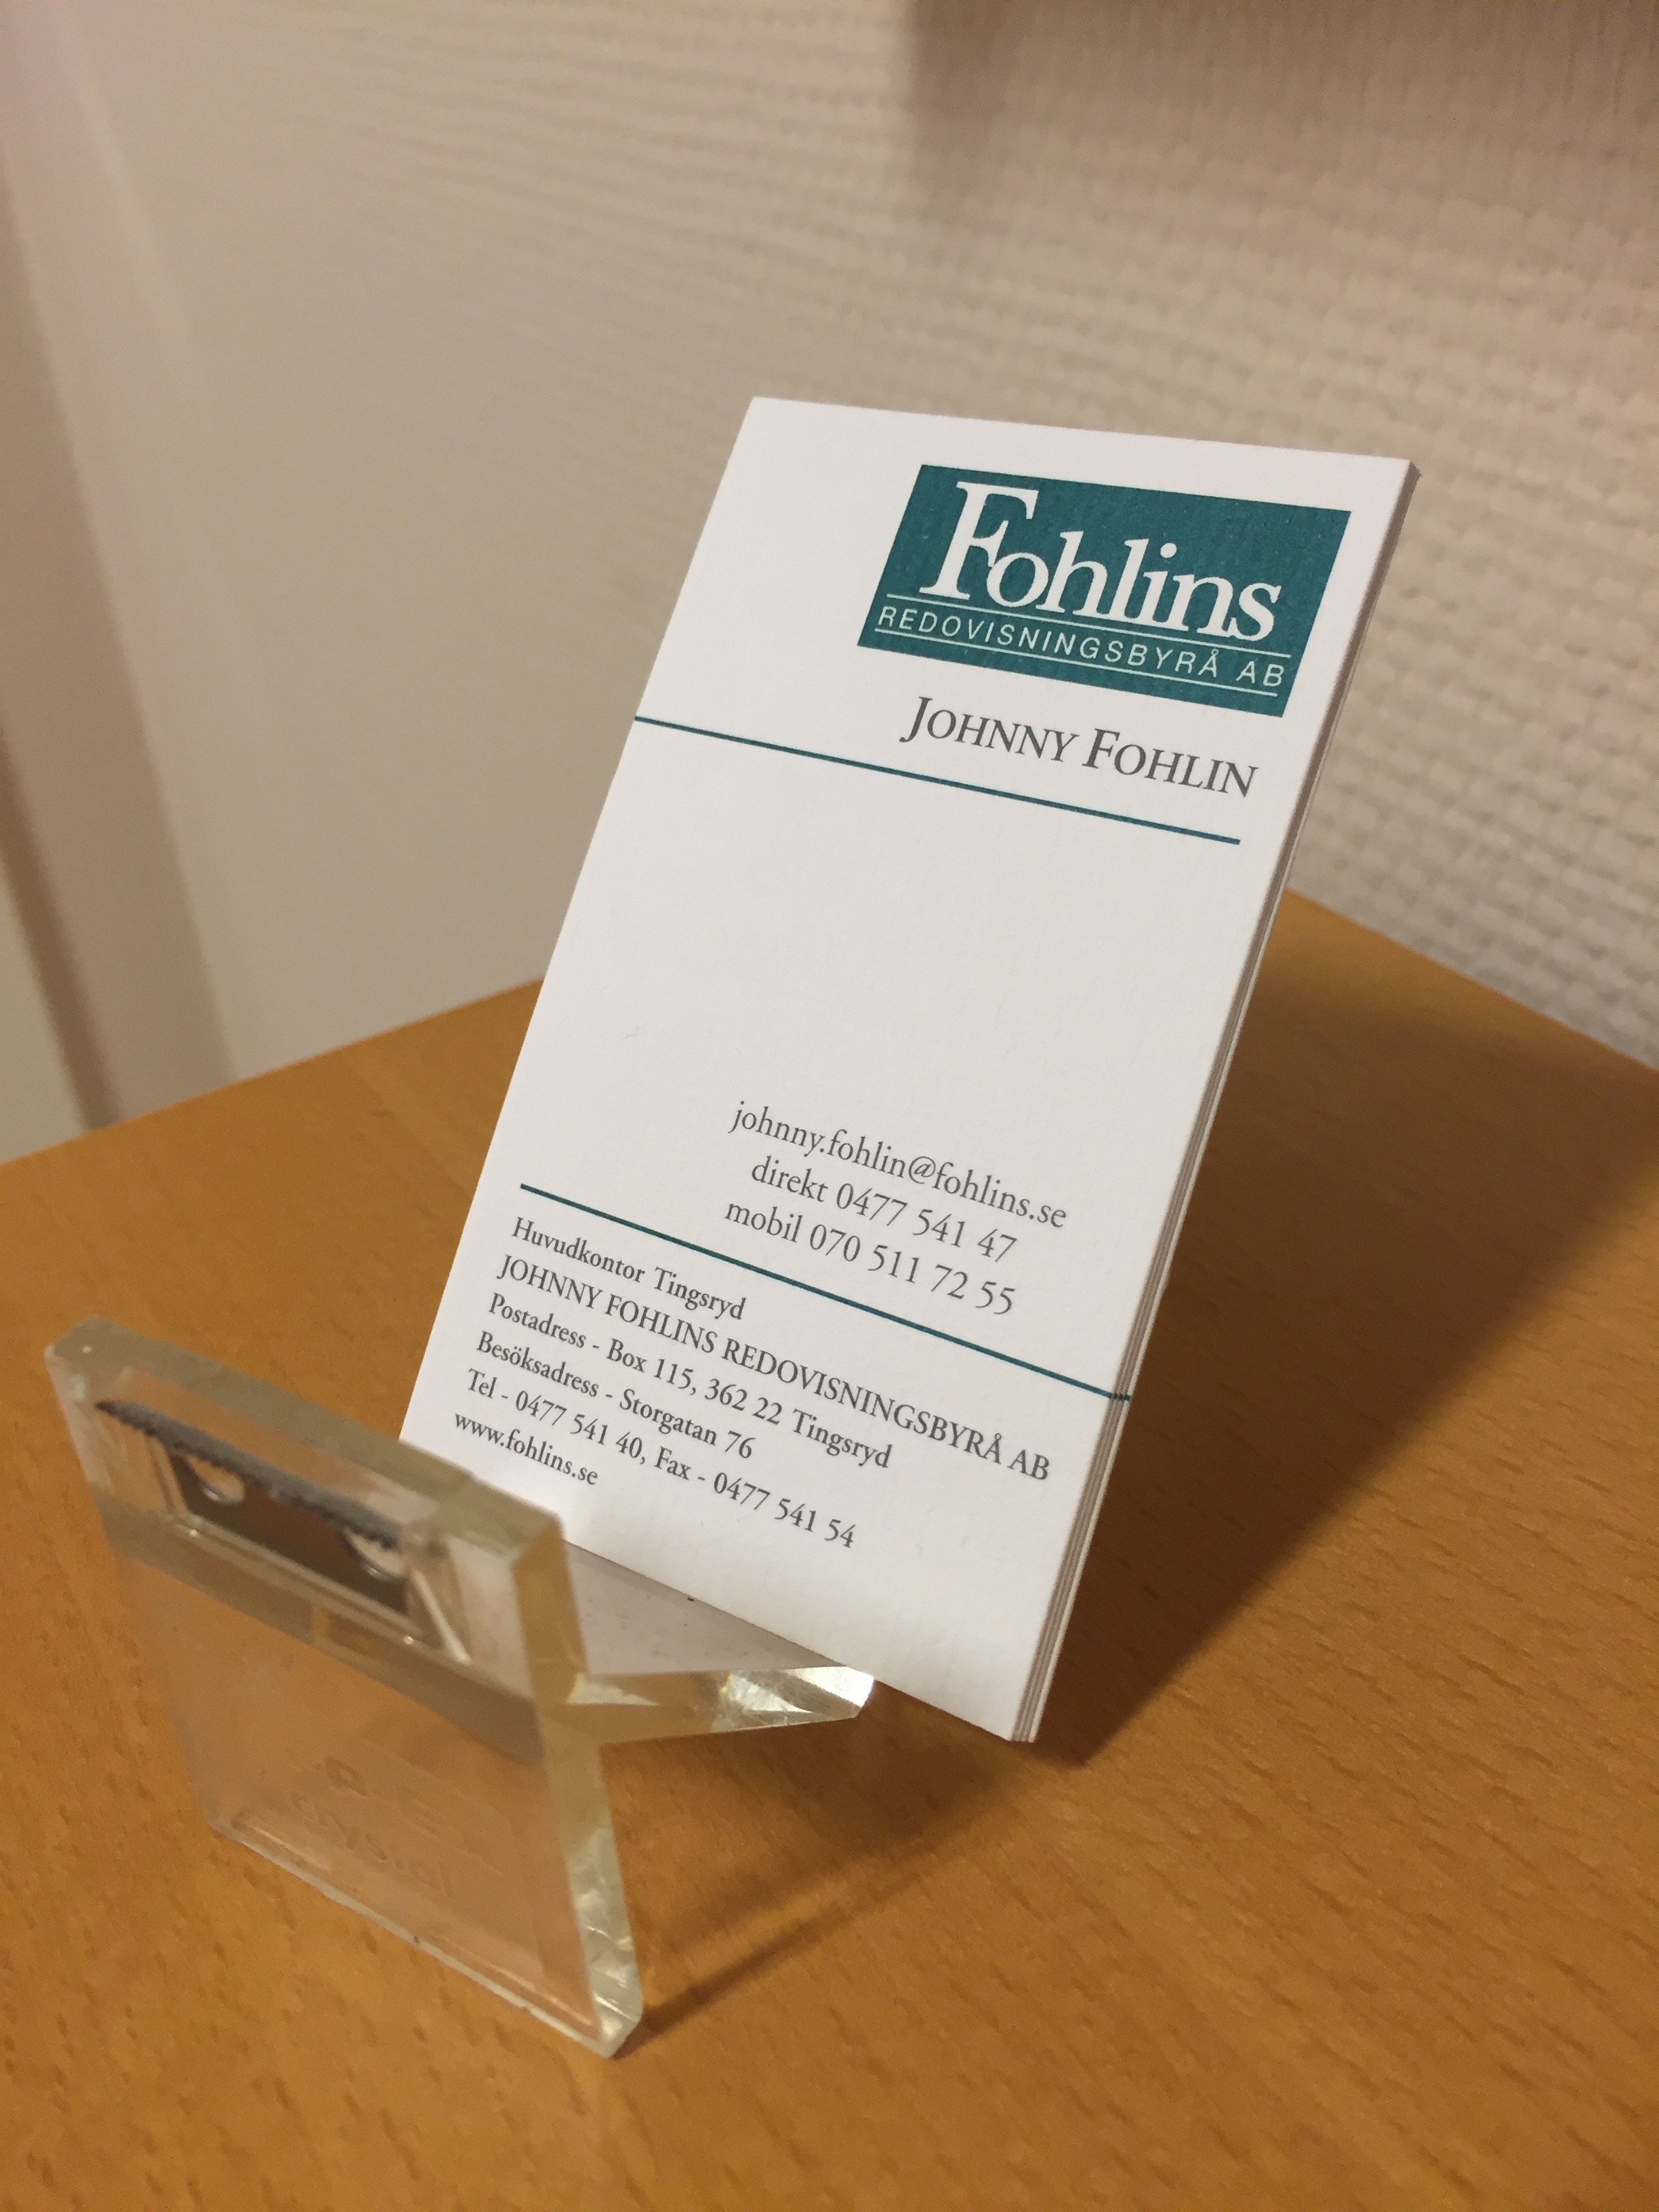 Fohlins
REDOVISNINGSBYRÅ AB
JOHNNY FOHLIN
johnny.fohlin@fohlins.se
direkt 0477 541 47
mobil 070 511 72 55
Huvudkontor Tingsryd
JOHNNY FOHLINS REDOVISNINGSBYRÅ AB
Postadress - Box 115, 362 22 Tingsryd
Besöksadress - Storgatan 76
Tel - 0477 541 40, Fax - 0477 541 54
www.fohlins.se